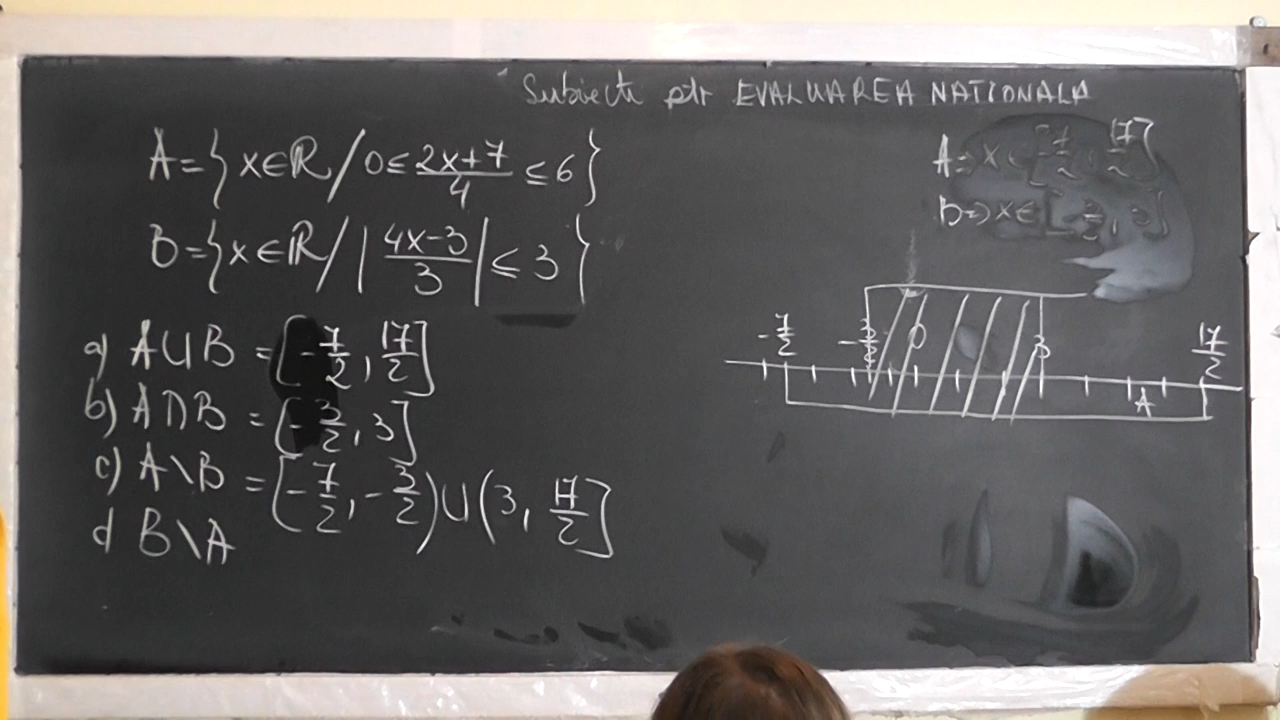 Subiecte ptr EVALUAREA NATIONALA
A={x∈R/0≤(2x+7)/4≤6}
B={x∈R/|(4x-3)/3|≤3}
a) A∪B = [-7/2, 17/2]
b) A∩B = [-3/2, 3]
c) A\B = [-7/2, -3/2)∪(3, 17/2]
d B\A
A=>x∈[-7/2, 17/2]
B=>x∈[-3/2, 3]
-7/2 -3/2 0 3 17/2
A